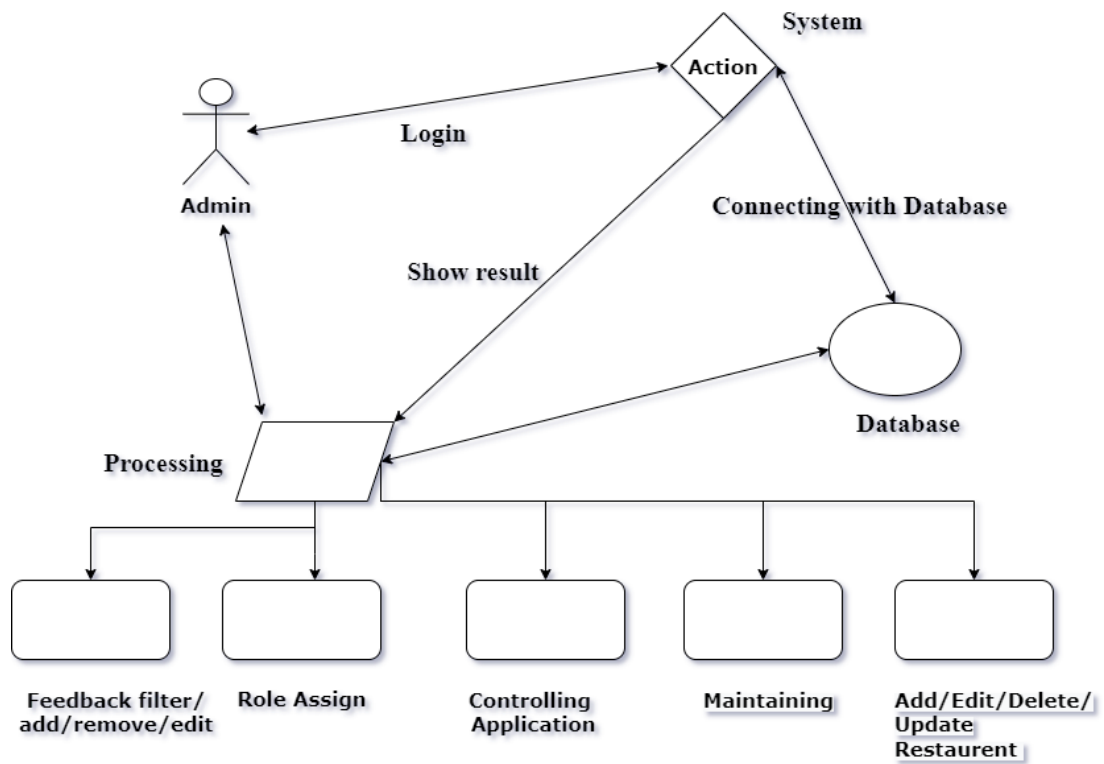 System
Action
Login
Admin
Connecting with Database
Show result
Database
Processing
Feedback filter/
add/remove/edit
Role Assign
Controlling
Application
Maintaining
Add/Edit/Delete/
Update
Restaurent